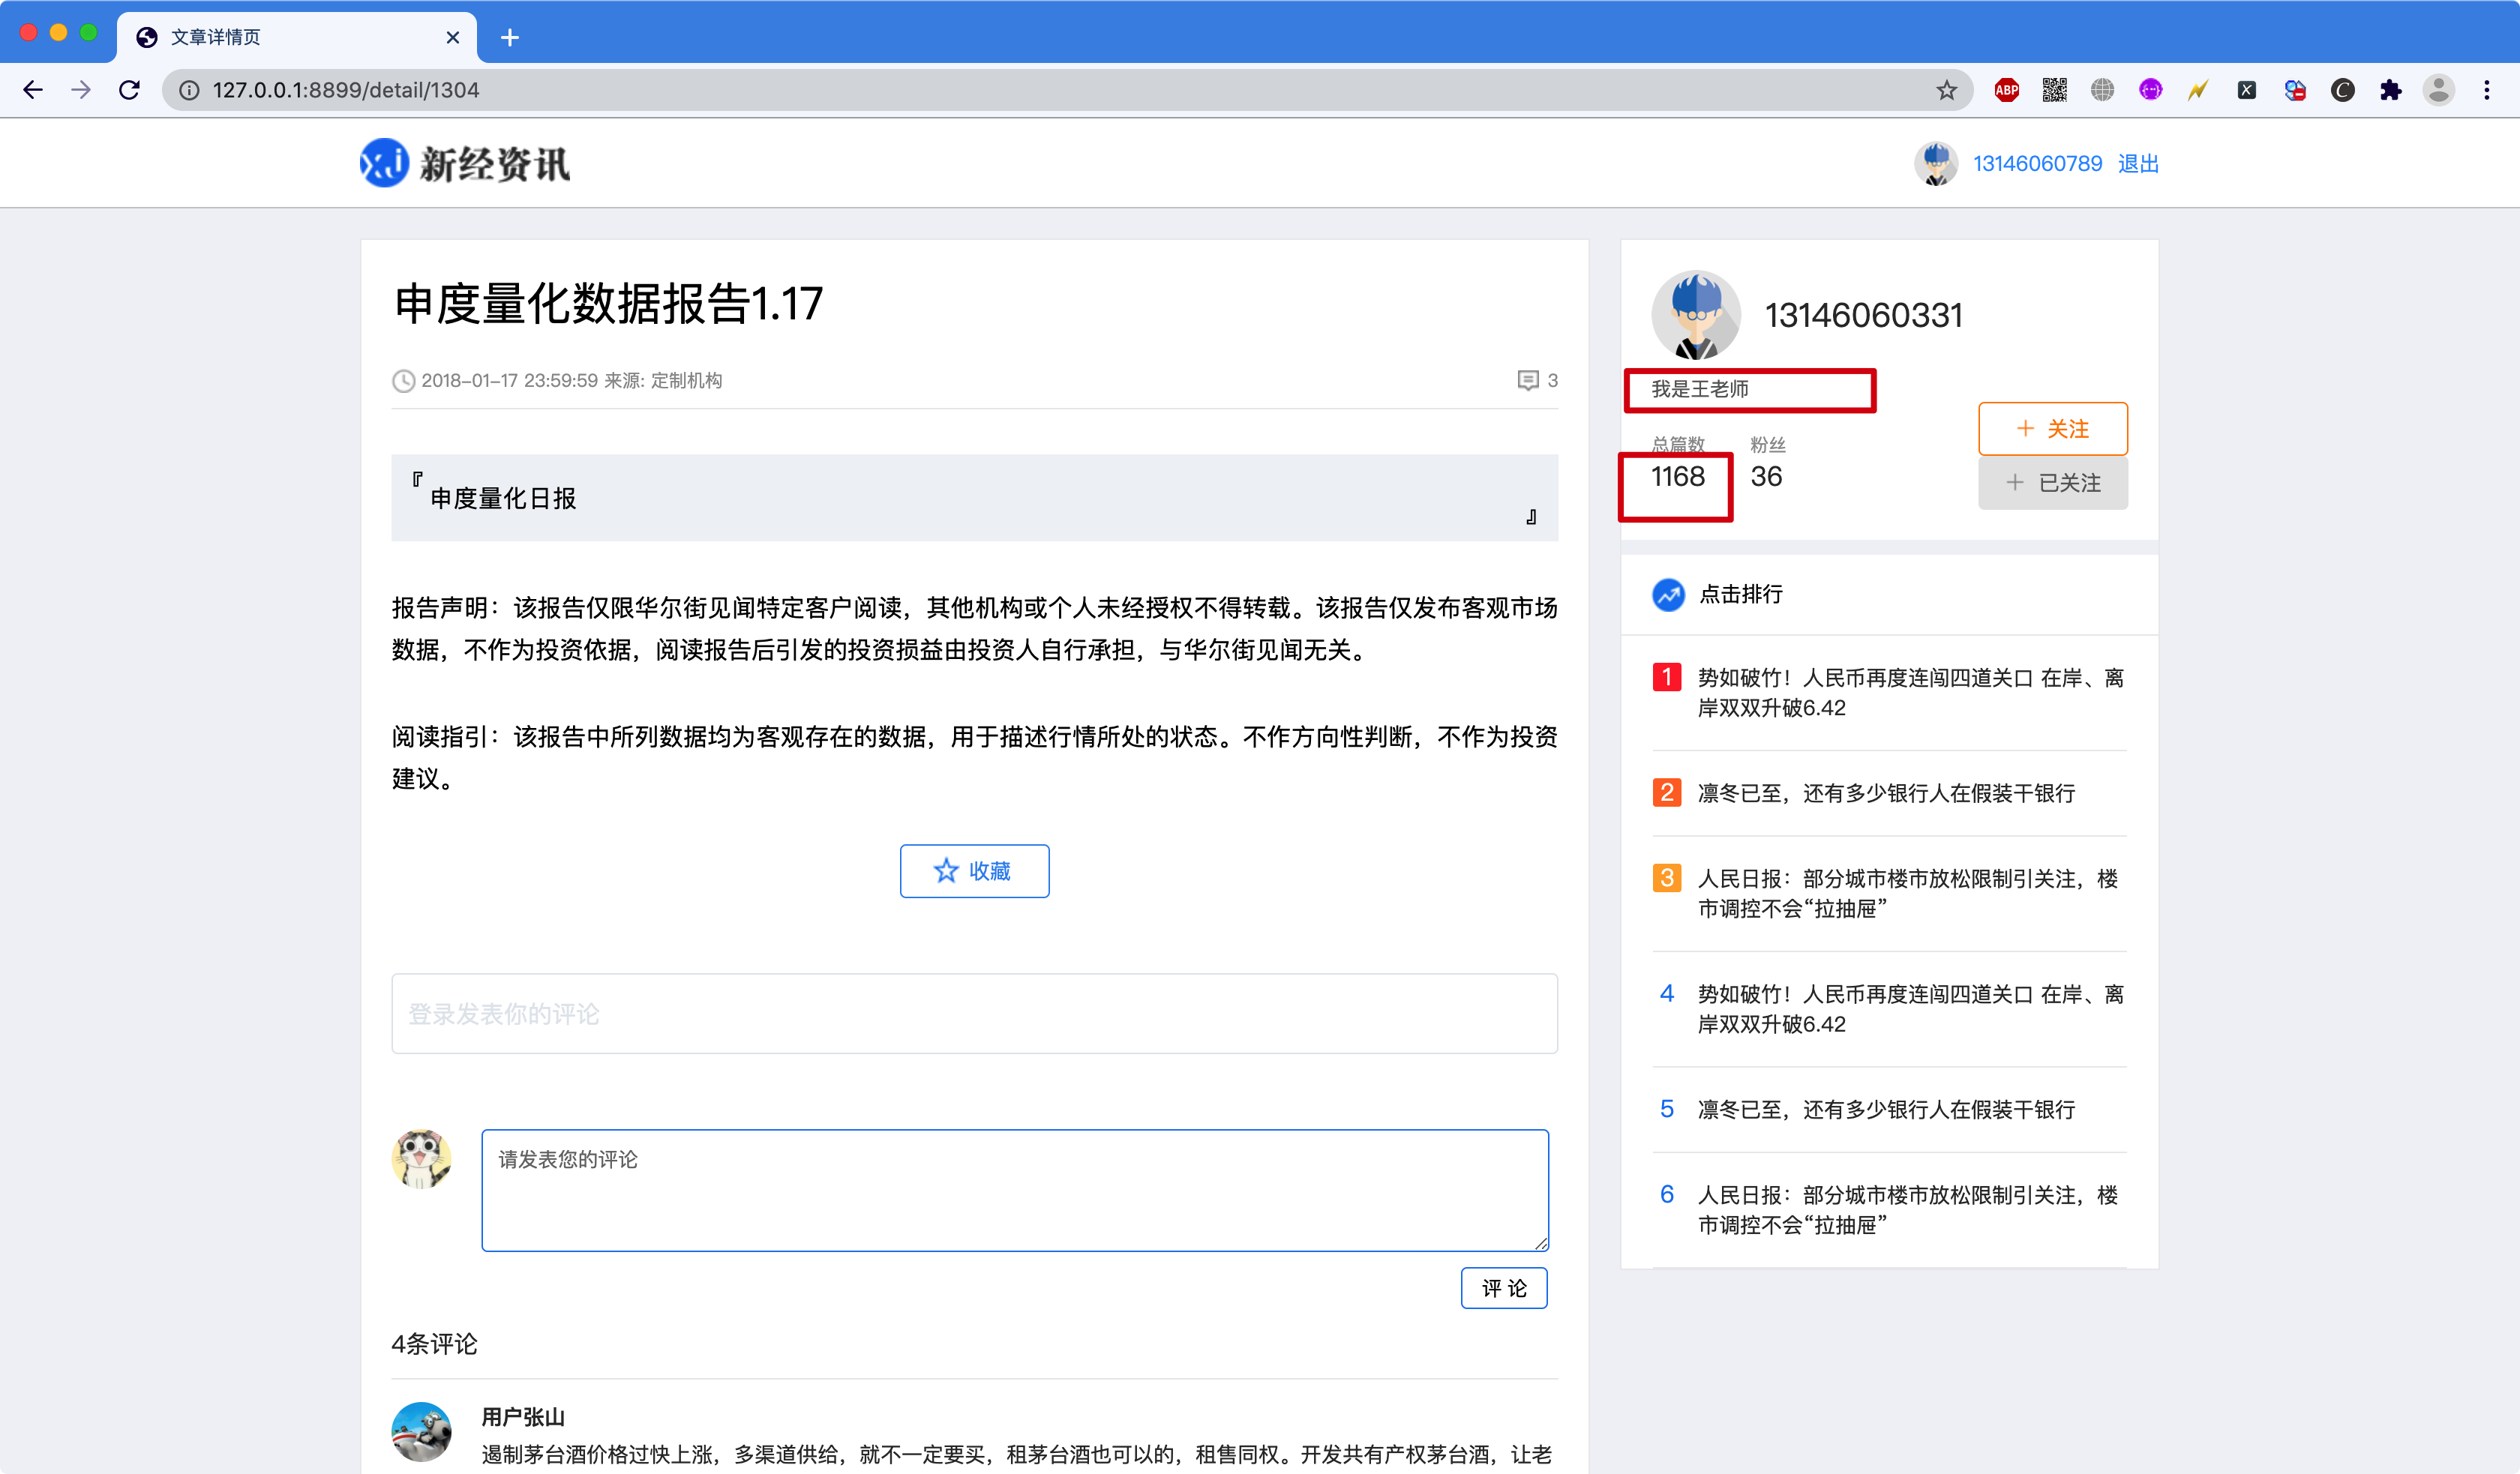 文章详情页
127.0.0.1:8899/detail/1304
ABP
新经资讯
13146060789 退出
申度量化数据报告1.17
2018-01-17 23:59:59 来源: 定制机构
3
『
申度量化日报
』
报告声明：该报告仅限华尔街见闻特定客户阅读，其他机构或个人未经授权不得转载。该报告仅发布客观市场
数据，不作为投资依据，阅读报告后引发的投资损益由投资人自行承担，与华尔街见闻无关。
阅读指引：该报告中所列数据均为客观存在的数据，用于描述行情所处的状态。不作方向性判断，不作为投资
建议。
收藏
登录发表你的评论
请发表您的评论
评 论
4条评论
用户张山
遏制茅台酒价格过快上涨，多渠道供给，就不一定要买，租茅台酒也可以的，租售同权。开发共有产权茅台酒，让老
13146060331
我是王老师
总篇数 粉丝
1168 36
＋ 关注
＋ 已关注
点击排行
1 势如破竹！人民币再度连闯四道关口 在岸、离
岸双双升破6.42
2 凛冬已至，还有多少银行人在假装干银行
3 人民日报：部分城市楼市放松限制引关注，楼
市调控不会“拉抽屉”
4 势如破竹！人民币再度连闯四道关口 在岸、离
岸双双升破6.42
5 凛冬已至，还有多少银行人在假装干银行
6 人民日报：部分城市楼市放松限制引关注，楼
市调控不会“拉抽屉”